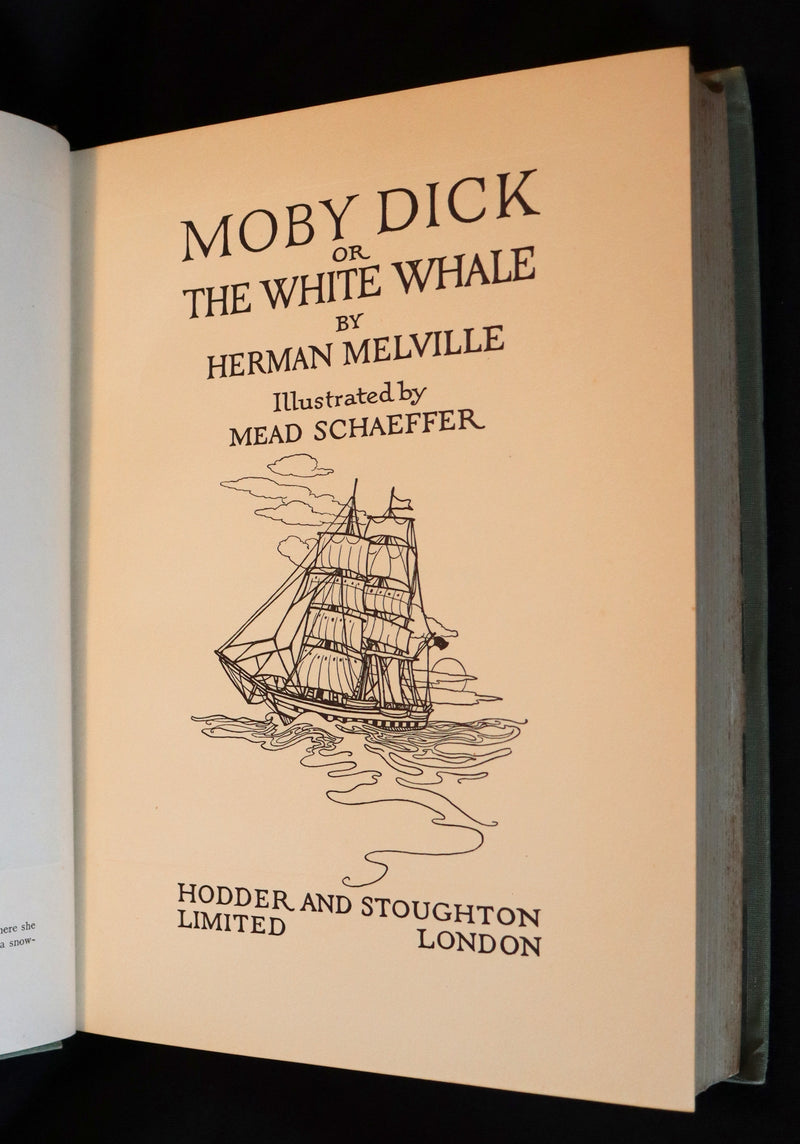 here she
a snow-
MOBY DICK
OR
THE WHITE WHALE
BY
HERMAN MELVILLE
Illustrated by
MEAD SCHAEFFER
HODDER AND STOUGHTON
LIMITED LONDON